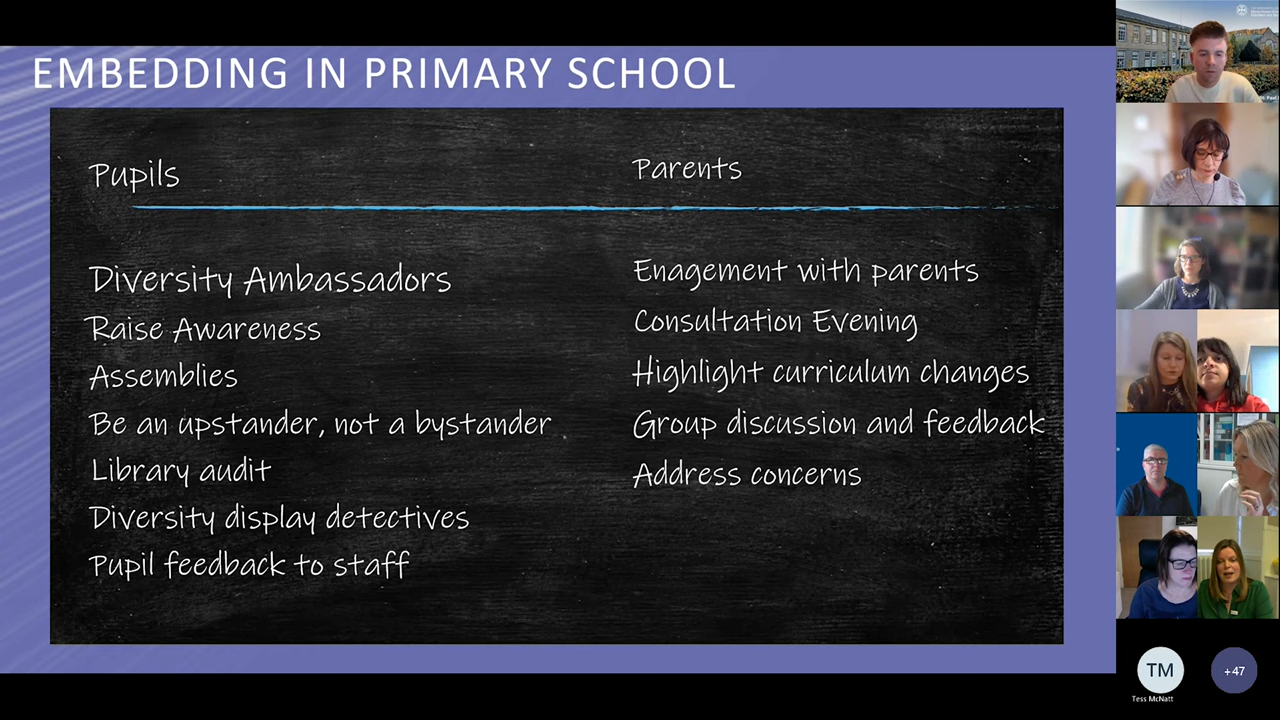 EMBEDDING IN PRIMARY SCHOOL
Pupils
Diversity Ambassadors
Raise Awareness
Assemblies
Be an upstander, not a bystander
Library audit
Diversity display detectives
Pupil feedback to staff
Parents
Enagement with parents
Consultation Evening
Highlight curriculum changes
Group discussion and feedback
Address concerns
TM
Tess McNatt
+47